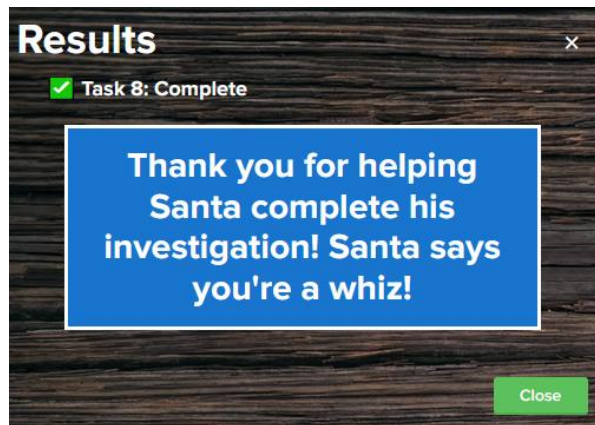 Results
×
Task 8: Complete
Thank you for helping
Santa complete his
investigation! Santa says
you're a whiz!
Close